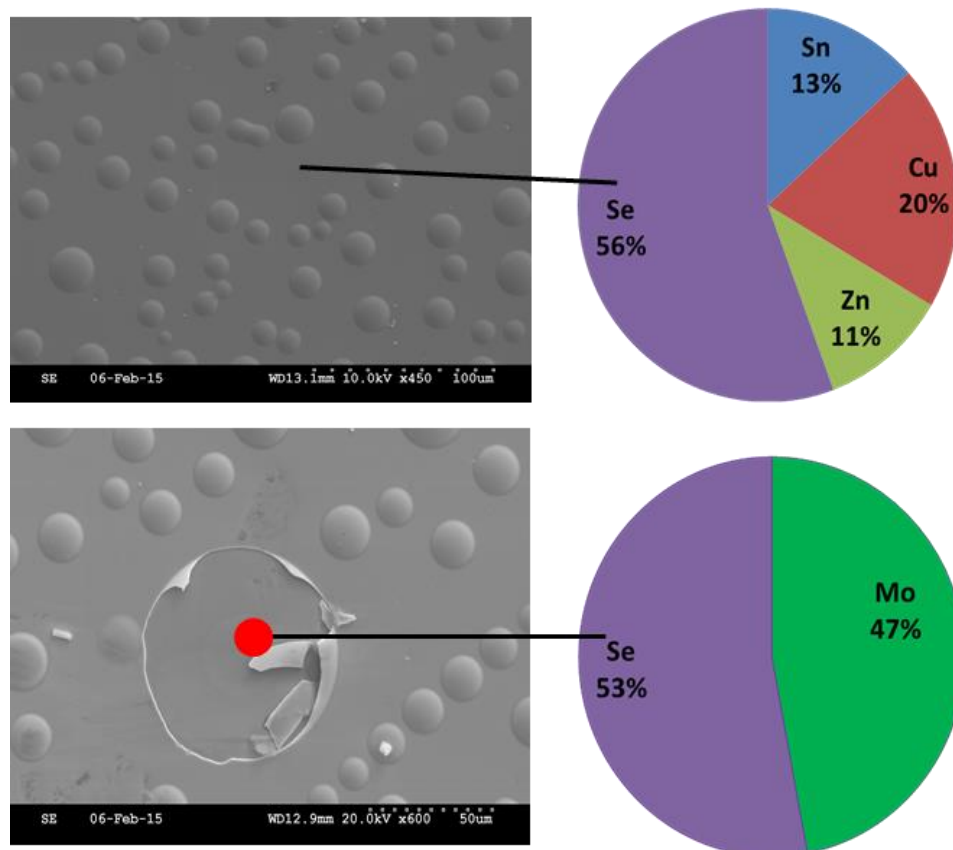 Sn
13%
Cu
20%
Se
56%
Zn
11%
SE 06-Feb-15 WD13.1mm 10.0kV x450 100um
Mo
47%
Se
53%
SE 06-Feb-15 WD12.9mm 20.0kV x600 50um